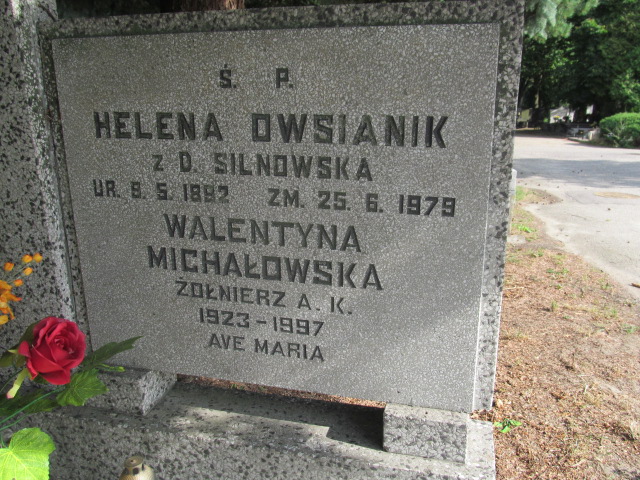 Ś. P.
HELENA OWSIANIK
Z D. SILNOWSKA
UR. 8. 5. 1892 ZM. 25. 6. 1979
WALENTYNA
MICHAŁOWSKA
ŻOŁNIERZ A. K.
1923-1997
AVE MARIA